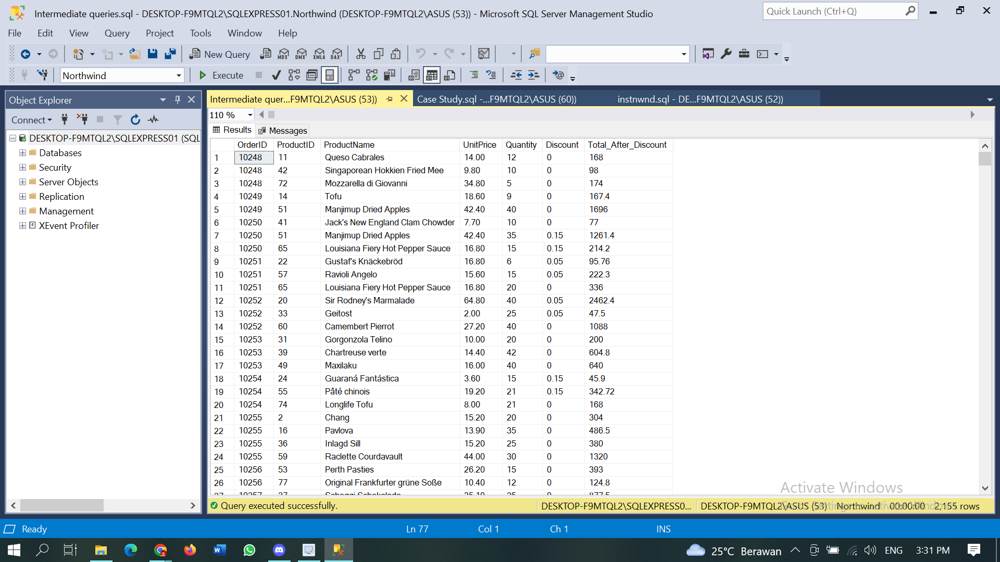 Intermediate queries.sql - DESKTOP-F9MTQL2\SQLEXPRESS01.Northwind (DESKTOP-F9MTQL2\ASUS (53)) - Microsoft SQL Server Management Studio
Quick Launch (Ctrl+Q)
File Edit View Query Project Tools Window Help
New Query MDX DMX XMLA DAX
Northwind Execute
Object Explorer
Intermediate quer...F9MTQL2\ASUS (53)) Case Study.sql -...F9MTQL2\ASUS (60)) instnwnd.sql - DE...F9MTQL2\ASUS (52))
Connect
110 %
Results Messages
DESKTOP-F9MTQL2\SQLEXPRESS01 (SQL
Databases
Security
Server Objects
Replication
Management
XEvent Profiler
OrderID ProductID ProductName UnitPrice Quantity Discount Total_After_Discount
1 10248 11 Queso Cabrales 14.00 12 0 168
2 10248 42 Singaporean Hokkien Fried Mee 9.80 10 0 98
3 10248 72 Mozzarella di Giovanni 34.80 5 0 174
4 10249 14 Tofu 18.60 9 0 167.4
5 10249 51 Manjimup Dried Apples 42.40 40 0 1696
6 10250 41 Jack's New England Clam Chowder 7.70 10 0 77
7 10250 51 Manjimup Dried Apples 42.40 35 0.15 1261.4
8 10250 65 Louisiana Fiery Hot Pepper Sauce 16.80 15 0.15 214.2
9 10251 22 Gustaf's Knäckebröd 16.80 6 0.05 95.76
10 10251 57 Ravioli Angelo 15.60 15 0.05 222.3
11 10251 65 Louisiana Fiery Hot Pepper Sauce 16.80 20 0 336
12 10252 20 Sir Rodney's Marmalade 64.80 40 0.05 2462.4
13 10252 33 Geitost 2.00 25 0.05 47.5
14 10252 60 Camembert Pierrot 27.20 40 0 1088
15 10253 31 Gorgonzola Telino 10.00 20 0 200
16 10253 39 Chartreuse verte 14.40 42 0 604.8
17 10253 49 Maxilaku 16.00 40 0 640
18 10254 24 Guaraná Fantástica 3.60 15 0.15 45.9
19 10254 55 Pâté chinois 19.20 21 0.15 342.72
20 10254 74 Longlife Tofu 8.00 21 0 168
21 10255 2 Chang 15.20 20 0 304
22 10255 16 Pavlova 13.90 35 0 486.5
23 10255 36 Inlagd Sill 15.20 25 0 380
24 10255 59 Raclette Courdavault 44.00 30 0 1320
25 10256 53 Perth Pasties 26.20 15 0 393
26 10256 77 Original Frankfurter grüne Soße 10.40 12 0 124.8
Activate Windows
Go to Settings to activate Windows.
Query executed successfully. DESKTOP-F9MTQL2\SQLEXPRESS0... DESKTOP-F9MTQL2\ASUS (53) Northwind 00:00:00 2,155 rows
Ready Ln 77 Col 1 Ch 1 INS
25°C Berawan ENG 3:31 PM